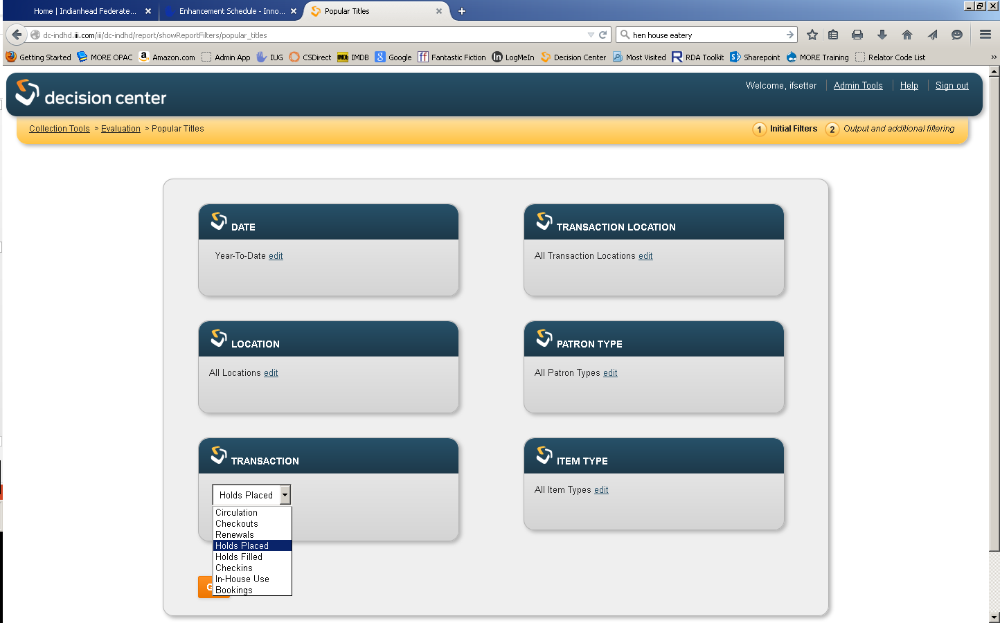 Home | Indianhead Federate...
Enhancement Schedule - Inno...
Popular Titles
dc-indhd.iii.com/iii/dc-indhd/report/showReportFilters/popular_titles
hen house eatery
Getting Started
MORE OPAC
Amazon.com
Admin App
IUG
CSDirect
IMDb
IMDB
Google
ff
Fantastic Fiction
LogMeIn
Decision Center
Most Visited
RDA Toolkit
Sharepoint
MORE Training
Relator Code List
decision center
Welcome, ifsetter
Admin Tools
Help
Sign out
Collection Tools > Evaluation > Popular Titles
1 Initial Filters 2 Output and additional filtering
DATE
Year-To-Date edit
TRANSACTION LOCATION
All Transaction Locations edit
LOCATION
All Locations edit
PATRON TYPE
All Patron Types edit
TRANSACTION
Holds Placed
Circulation
Checkouts
Renewals
Holds Placed
Holds Filled
Checkins
In-House Use
Bookings
ITEM TYPE
All Item Types edit